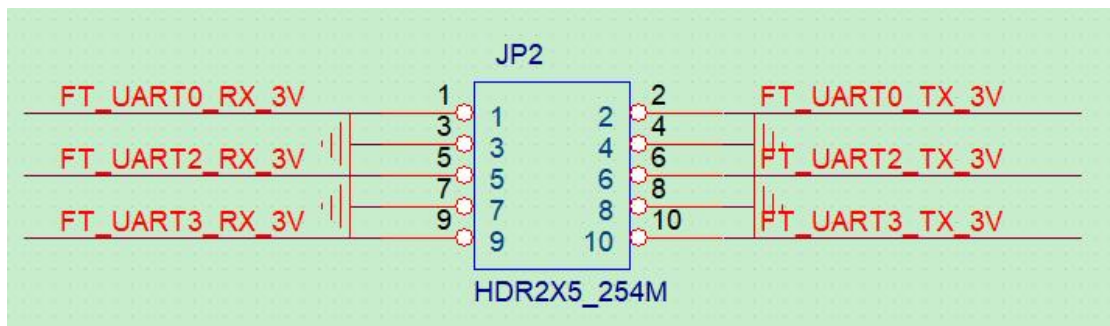 JP2
FT_UART0_RX_3V 1 1 2 2 FT_UART0_TX_3V
3 3 4 4
FT_UART2_RX_3V 5 5 6 6 FT_UART2_TX_3V
7 7 8 8
FT_UART3_RX_3V 9 9 10 10 FT_UART3_TX_3V
HDR2X5_254M